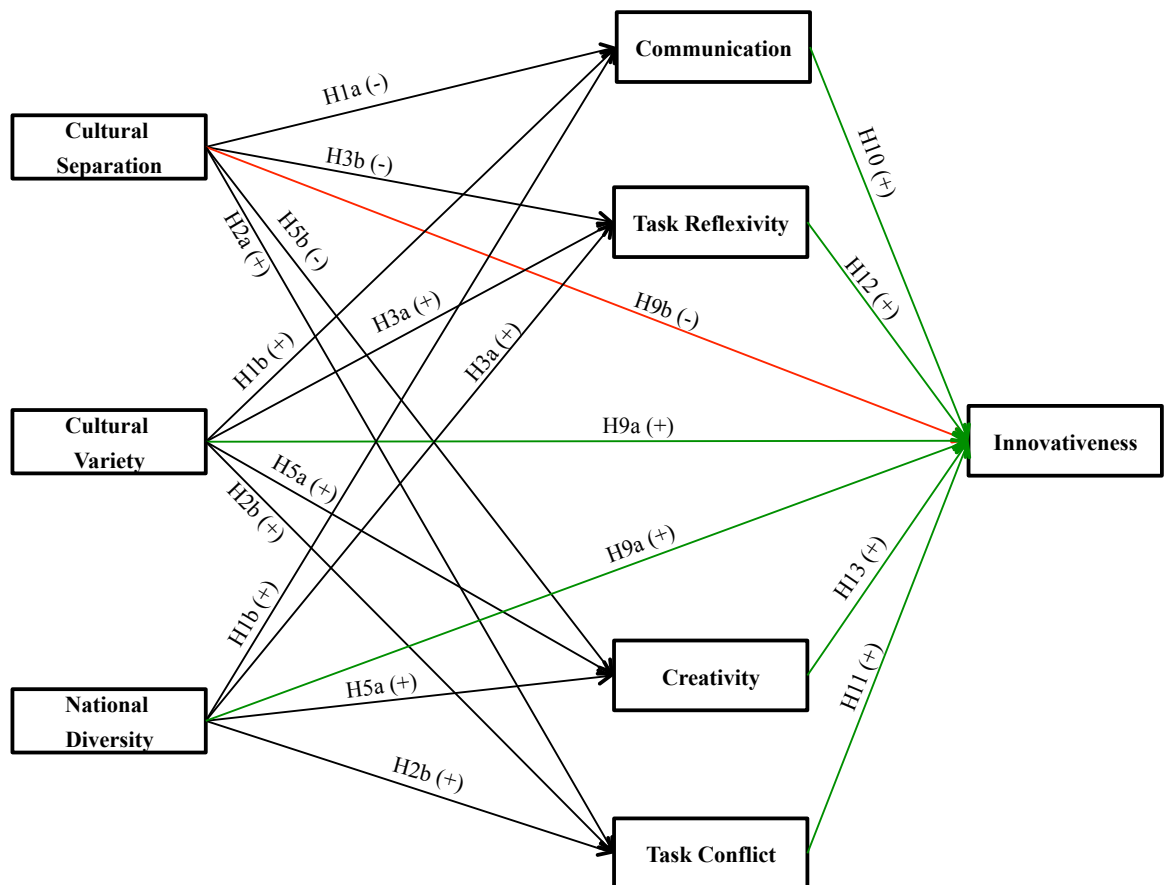 Communication
H1a (-)
Cultural
Separation
H3b (-)
H10 (+)
Task Reflexivity
H2a (+)
H5b (-)
H12 (+)
H9b (-)
H3a (+)
H1b (+)
H3a (+)
Cultural
Variety
H9a (+)
Innovativeness
H5a (+)
H2b (+)
H9a (+)
H13 (+)
H1b (+)
H5a (+)
Creativity
H11 (+)
National
Diversity
H2b (+)
Task Conflict